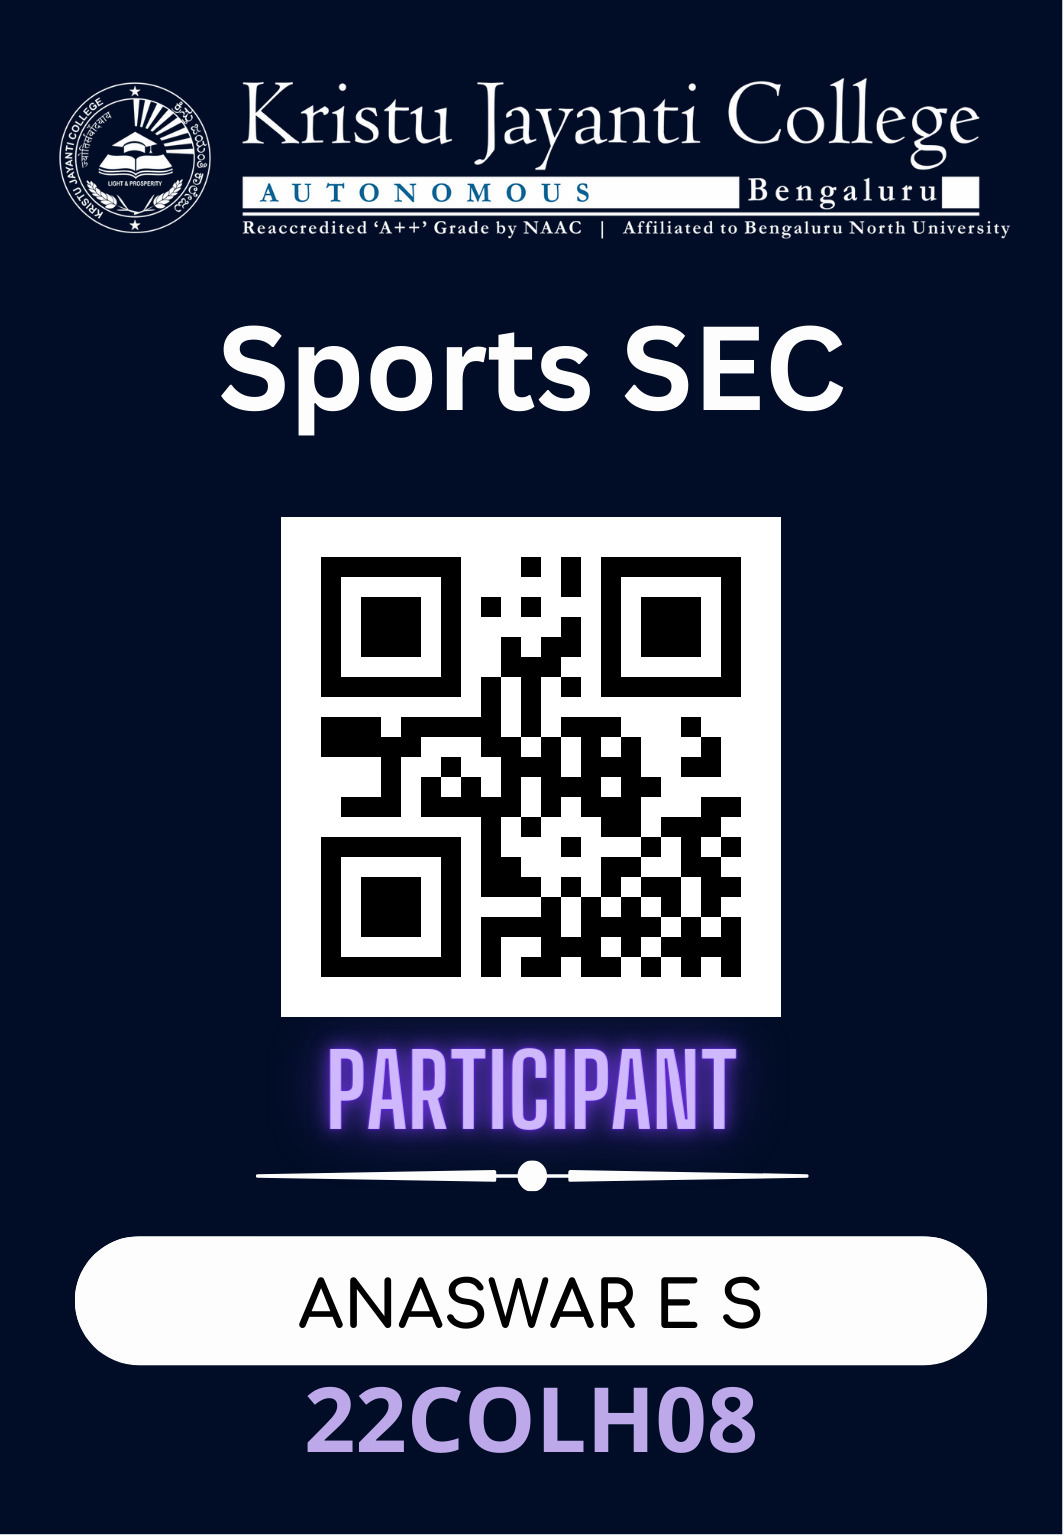 KRISTU JAYANTI COLLEGE
ಕ್ರಿಸ್ತು ಜಯಂತಿ ಕಾಲೇಜು
LIGHT & PROSPERITY
Kristu Jayanti College
AUTONOMOUS Bengaluru
Reaccredited ‘A++’ Grade by NAAC | Affiliated to Bengaluru North University
Sports SEC
PARTICIPANT
ANASWAR E S
22COLH08